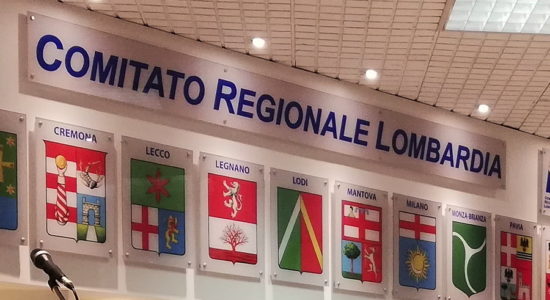 COMITATO REGIONALE LOMBARDIA
CREMONA
LECCO
LEGNANO
LODI
MANTOVA
MILANO
MONZA-BRIANZA
PAVIA